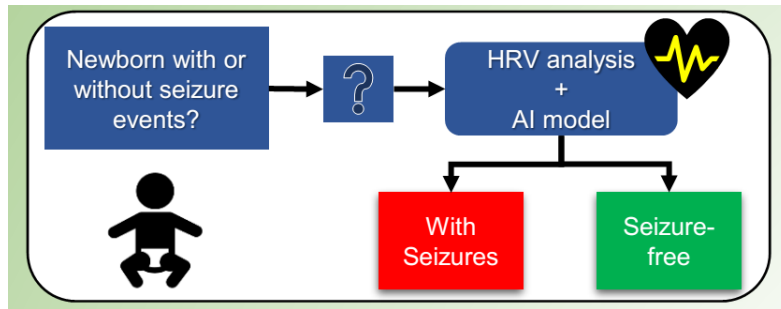 Newborn with or
without seizure
events?
?
HRV analysis
+
AI model
With
Seizures
Seizure-
free